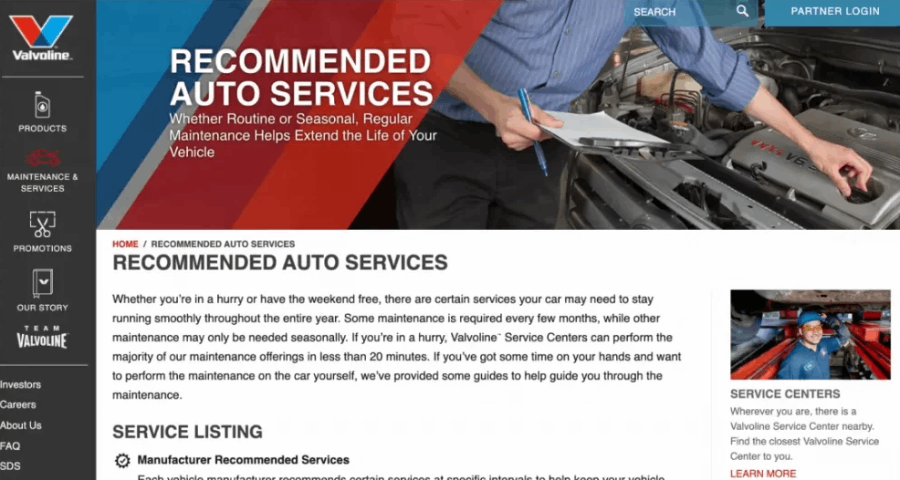 Valvoline™
PRODUCTS
MAINTENANCE &
SERVICES
PROMOTIONS
OUR STORY
TEAM
VALVOLINE
Investors
Careers
About Us
FAQ
SDS
SEARCH
PARTNER LOGIN
RECOMMENDED
AUTO SERVICES
Whether Routine or Seasonal, Regular
Maintenance Helps Extend the Life of Your
Vehicle
V6
HOME / RECOMMENDED AUTO SERVICES
RECOMMENDED AUTO SERVICES
Whether you're in a hurry or have the weekend free, there are certain services your car may need to stay
running smoothly throughout the entire year. Some maintenance is required every few months, while other
maintenance may only be needed seasonally. If you're in a hurry, Valvoline™ Service Centers can perform the
majority of our maintenance offerings in less than 20 minutes. If you've got some time on your hands and want
to perform the maintenance on the car yourself, we've provided some guides to help guide you through the
maintenance.
SERVICE LISTING
Manufacturer Recommended Services
Each vehicle manufacturer recommends certain services at specific intervals to help keep your vehicle
SERVICE CENTERS
Wherever you are, there is a
Valvoline Service Center nearby.
Find the closest Valvoline Service
Center to you.
LEARN MORE